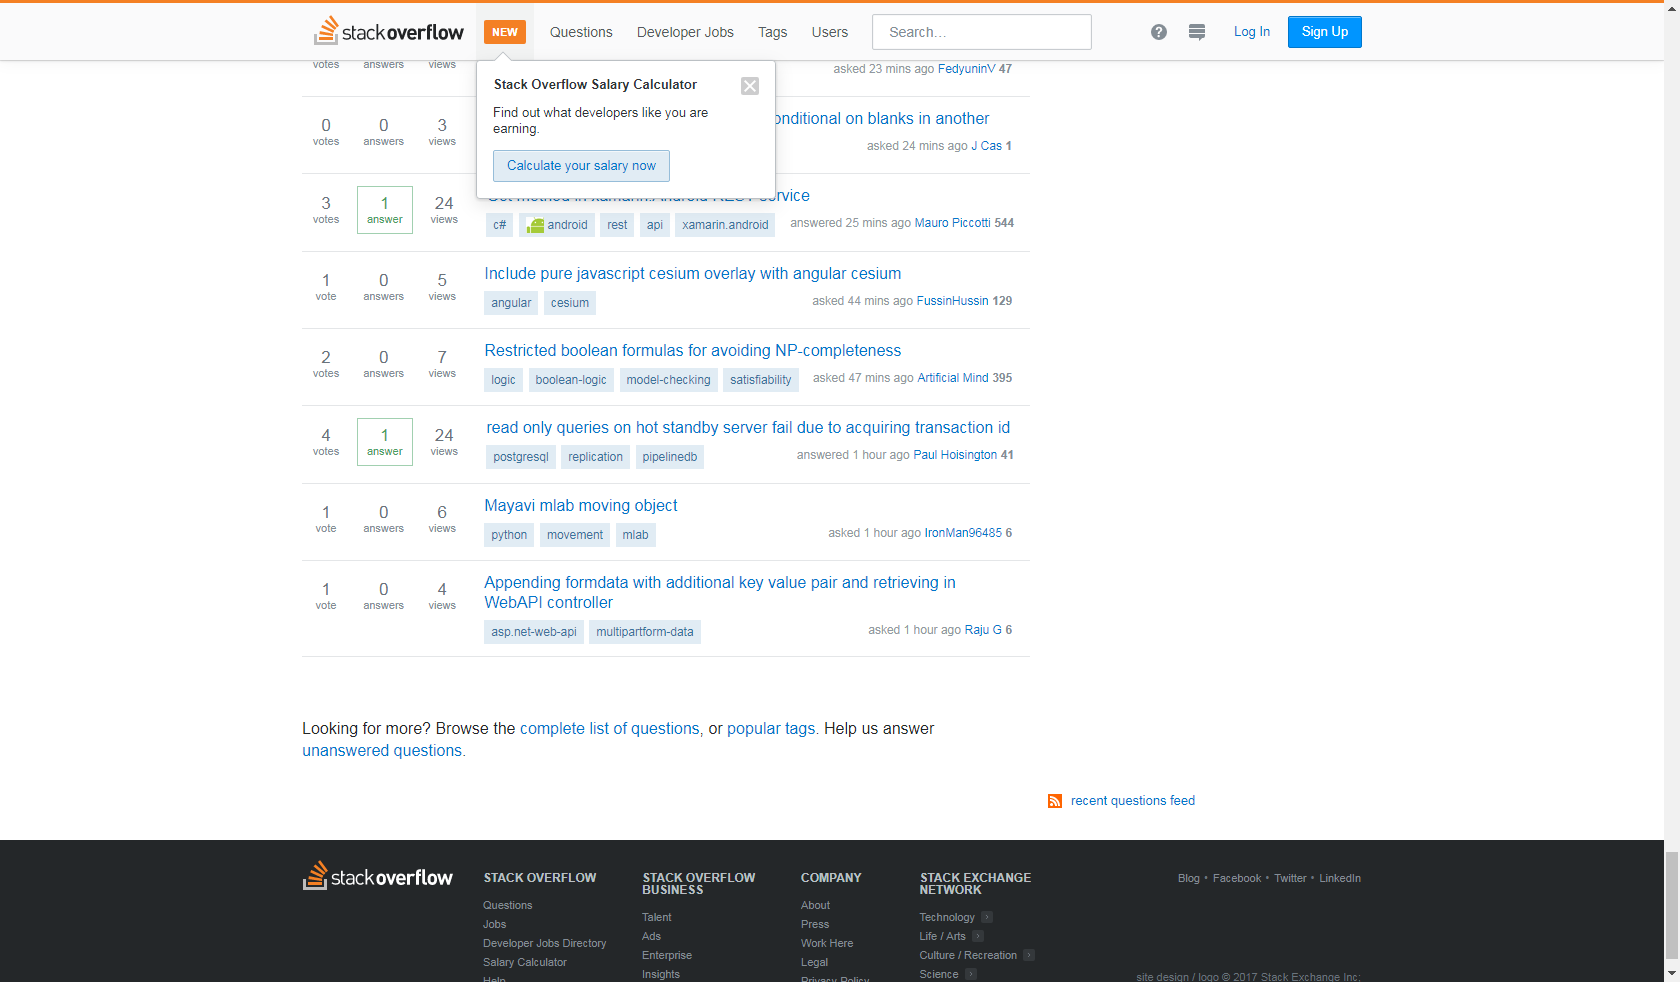 stackoverflow NEW Questions Developer Jobs Tags Users Search... ? Log In Sign Up
votes answers views
asked 23 mins ago FedyuninV 47
Stack Overflow Salary Calculator
Find out what developers like you are
earning.
Calculate your salary now
0 0 3
votes answers views
onditional on blanks in another
asked 24 mins ago J Cas 1
3 1 24
votes answer views
Get method in xamarin.Android REST service
c# android rest api xamarin.android
answered 25 mins ago Mauro Piccotti 544
1 0 5
vote answers views
Include pure javascript cesium overlay with angular cesium
angular cesium
asked 44 mins ago FussinHussin 129
2 0 7
votes answers views
Restricted boolean formulas for avoiding NP-completeness
logic boolean-logic model-checking satisfiability
asked 47 mins ago Artificial Mind 395
4 1 24
votes answer views
read only queries on hot standby server fail due to acquiring transaction id
postgresql replication pipelinedb
answered 1 hour ago Paul Hoisington 41
1 0 6
vote answers views
Mayavi mlab moving object
python movement mlab
asked 1 hour ago IronMan96485 6
1 0 4
vote answers views
Appending formdata with additional key value pair and retrieving in
WebAPI controller
asp.net-web-api multipartform-data
asked 1 hour ago Raju G 6
Looking for more? Browse the complete list of questions, or popular tags. Help us answer
unanswered questions.
recent questions feed
stackoverflow
STACK OVERFLOW
Questions
Jobs
Developer Jobs Directory
Salary Calculator
Help
STACK OVERFLOW
BUSINESS
Talent
Ads
Enterprise
Insights
COMPANY
About
Press
Work Here
Legal
Privacy Policy
STACK EXCHANGE
NETWORK
Technology
Life / Arts
Culture / Recreation
Science
Blog • Facebook • Twitter • LinkedIn
site design / logo © 2017 Stack Exchange Inc;